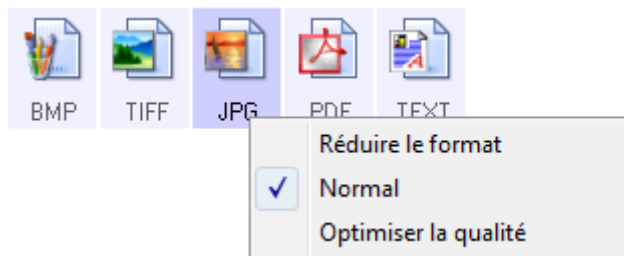 BMP TIFF JPG PDF TEXT
Réduire le format
Normal
Optimiser la qualité